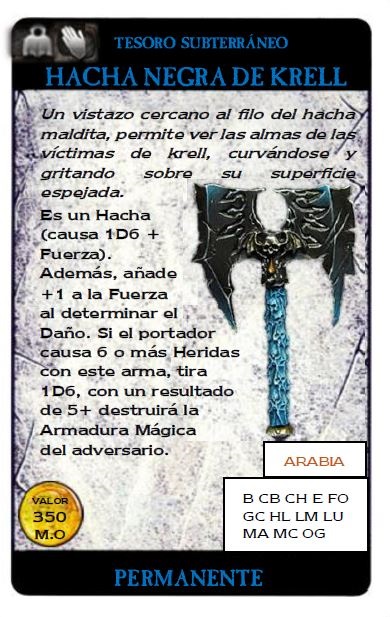 TESORO SUBTERRÁNEO
HACHA NEGRA DE KRELL
Un vistazo cercano al filo del hacha
maldita, permite ver las almas de las
víctimas de krell, curvándose y
gritando sobre su superficie
espejada.
Es un Hacha
(causa 1D6 +
Fuerza).
Además, añade
+1 a la Fuerza
al determinar el
Daño. Si el portador
causa 6 o más Heridas
con este arma, tira
1D6, con un resultado
de 5+ destruirá la
Armadura Mágica
del adversario.
ARABIA
VALOR
350
M.O
B CB CH E FO
GC HL LM LU
MA MC OG
PERMANENTE